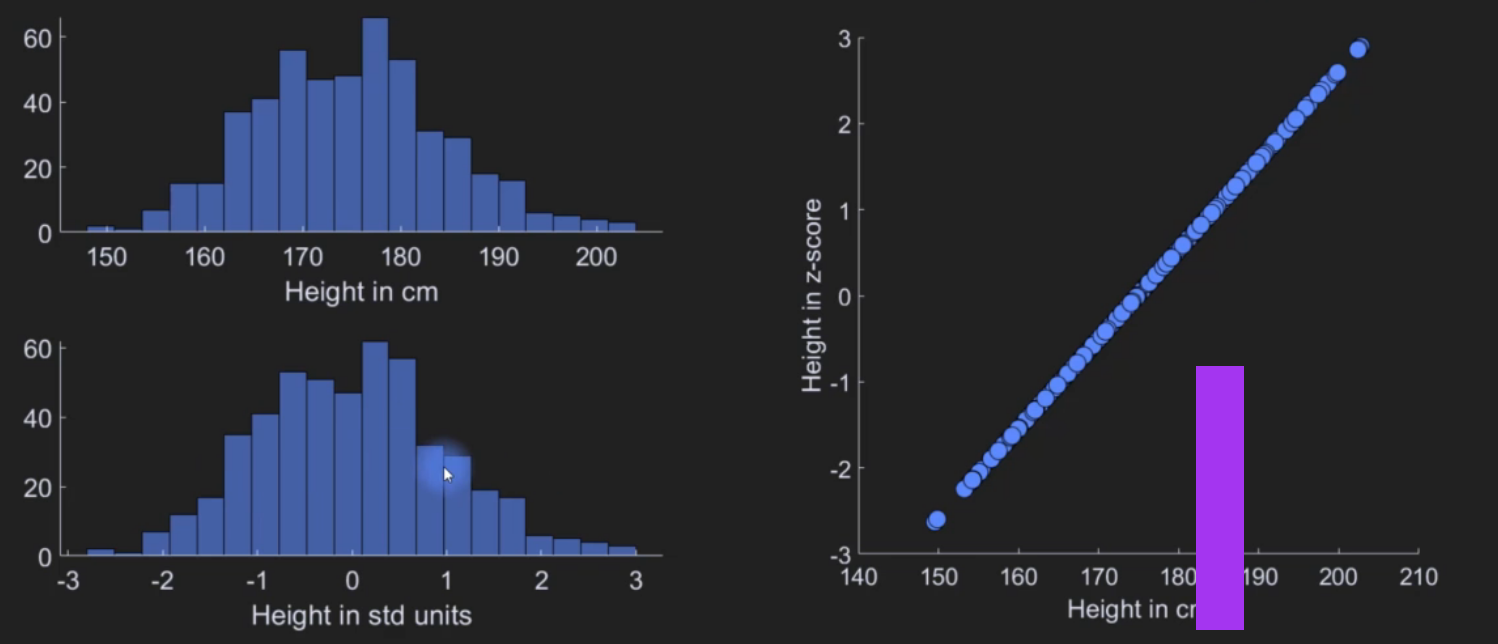 60
40
20
0
150 160 170 180 190 200
Height in cm
60
40
20
0
-3 -2 -1 0 1 2 3
Height in std units
3
2
1
0
-1
-2
-3
Height in z-score
140 150 160 170 190 200 210
Height in